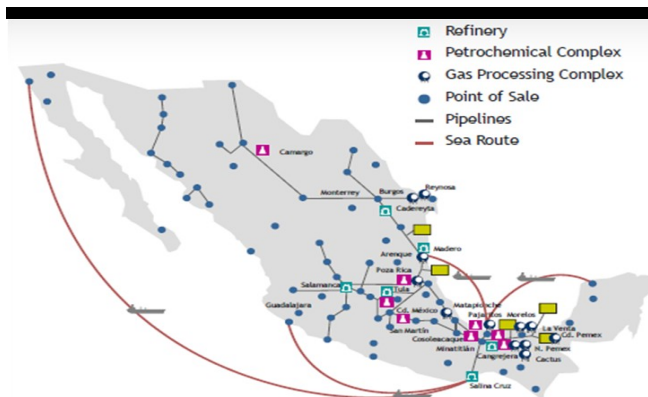 Refinery
Petrochemical Complex
Gas Processing Complex
Point of Sale
Pipelines
Sea Route
Camargo
Monterrey
Burgos
Reynosa
Cadereyta
Madero
Arenque
Poza Rica
Salamanca
Tula
Guadalajara
Cd. México
Matapionche
San Martín
Pajaritos
Morelos
La Venta
Cosoleacaque
Cd. Pemex
Minatitlán
Cangrejera
N. Pemex
Cactus
Salina Cruz